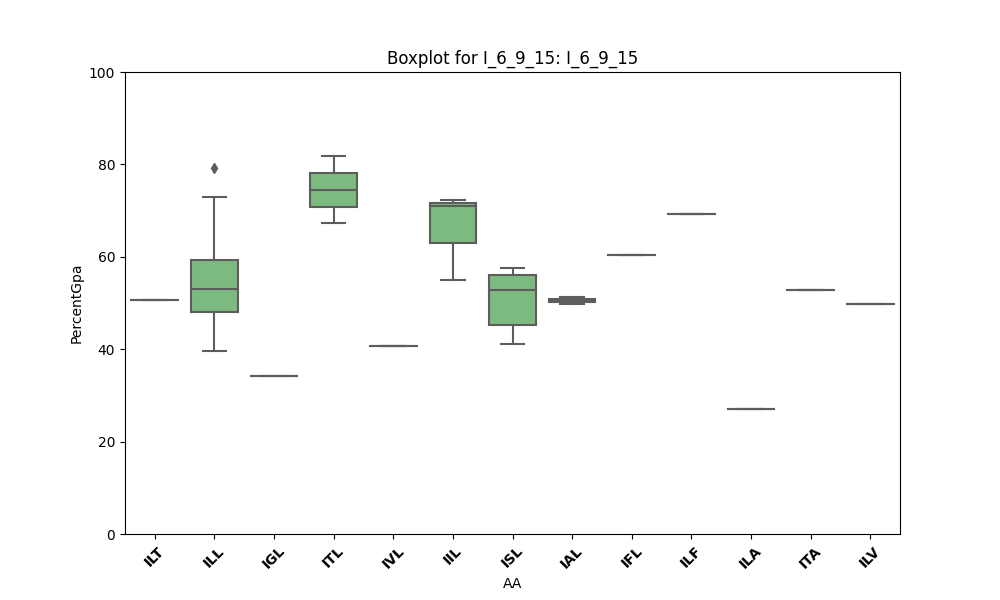 Boxplot for I_6_9_15: I_6_9_15
PercentGpa
100
80
60
40
20
0
ILT ILL IGL ITL IVL IIL ISL IAL IFL ILF ILA ITA ILV
AA